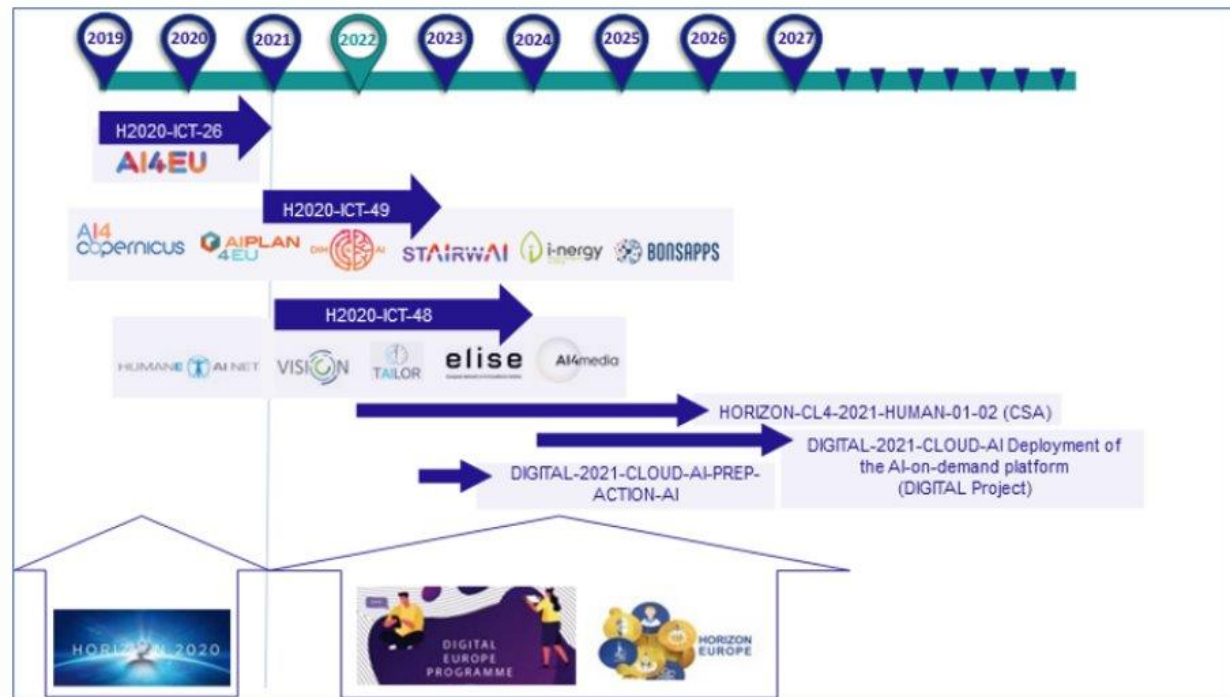 2019 2020 2021 2022 2023 2024 2025 2026 2027
H2020-ICT-26
AI4EU
H2020-ICT-49
AI4
COPERNICUS
AIPLAN
4EU
DIH AI
STAIRWAI
i-nergy
BONSAPPS
H2020-ICT-48
HUMANE AI NET
VISION
TAILOR
elise
AI4media
HORIZON-CL4-2021-HUMAN-01-02 (CSA)
DIGITAL-2021-CLOUD-AI Deployment of
the AI-on-demand platform
(DIGITAL Project)
DIGITAL-2021-CLOUD-AI-PREP-
ACTION-AI
HORIZON 2020
DIGITAL
EUROPE
PROGRAMME
HORIZON
EUROPE